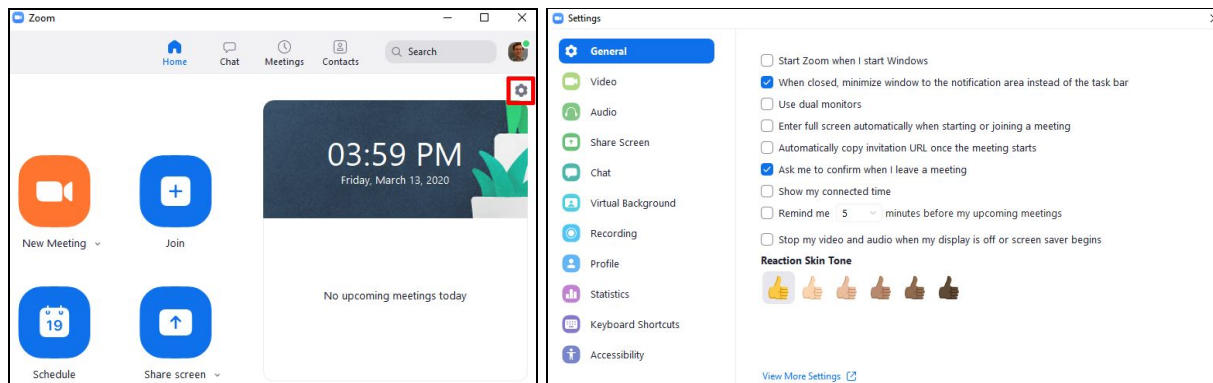 Zoom
Home
Chat
Meetings
Contacts
Search
03:59 PM
Friday, March 13, 2020
New Meeting
Join
No upcoming meetings today
19
Schedule
Share screen
Settings
General
Video
Audio
Share Screen
Chat
Virtual Background
Recording
Profile
Statistics
Keyboard Shortcuts
Accessibility
Start Zoom when I start Windows
When closed, minimize window to the notification area instead of the task bar
Use dual monitors
Enter full screen automatically when starting or joining a meeting
Automatically copy invitation URL once the meeting starts
Ask me to confirm when I leave a meeting
Show my connected time
Remind me 5 minutes before my upcoming meetings
Stop my video and audio when my display is off or screen saver begins
Reaction Skin Tone
View More Settings